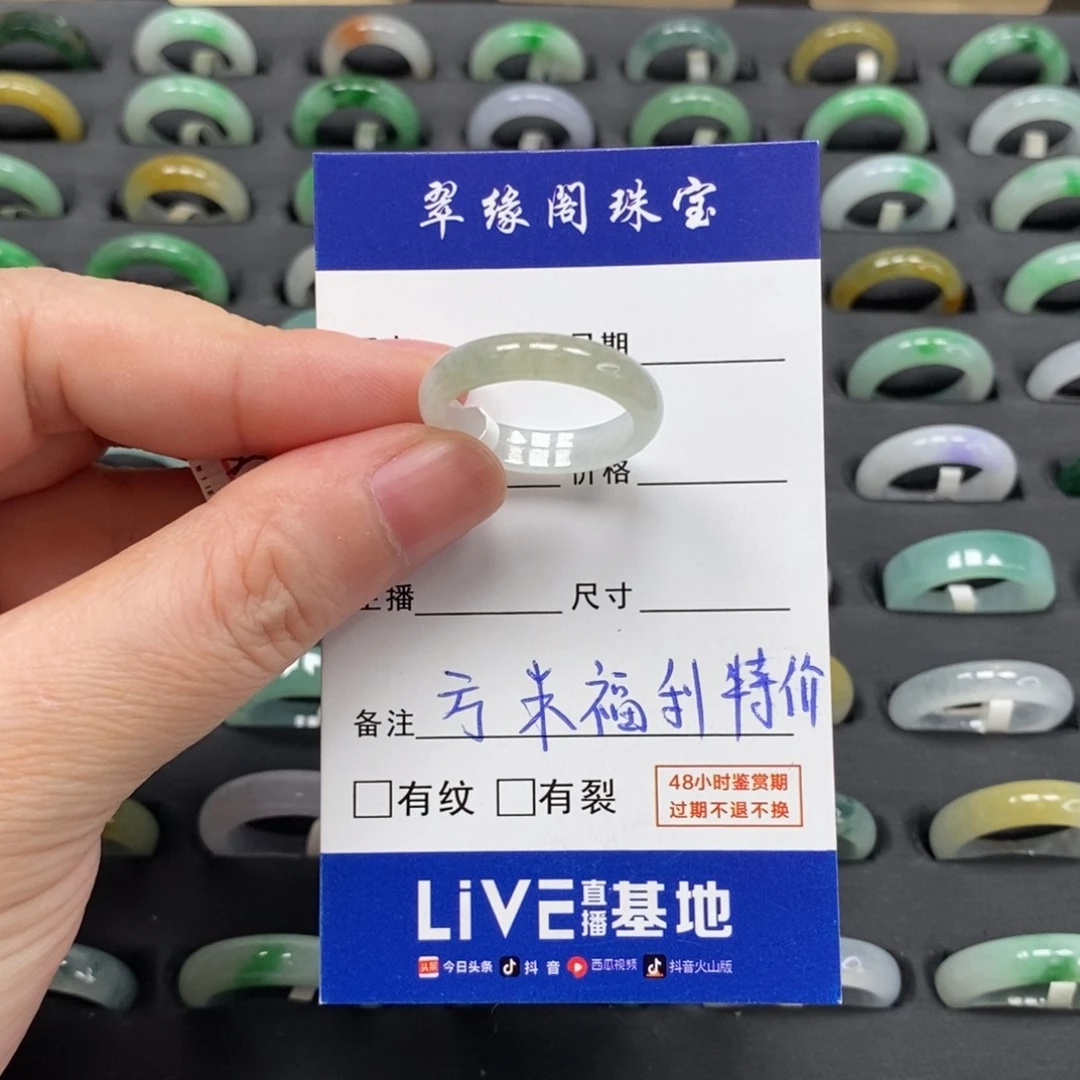 翠缘阁珠宝
日期
价格
主播 尺寸
备注 亏来福利特价
有纹 有裂
48小时鉴赏期
过期不退不换
LiVE直播基地
头条 今日头条 抖音 西瓜视频 抖音火山版